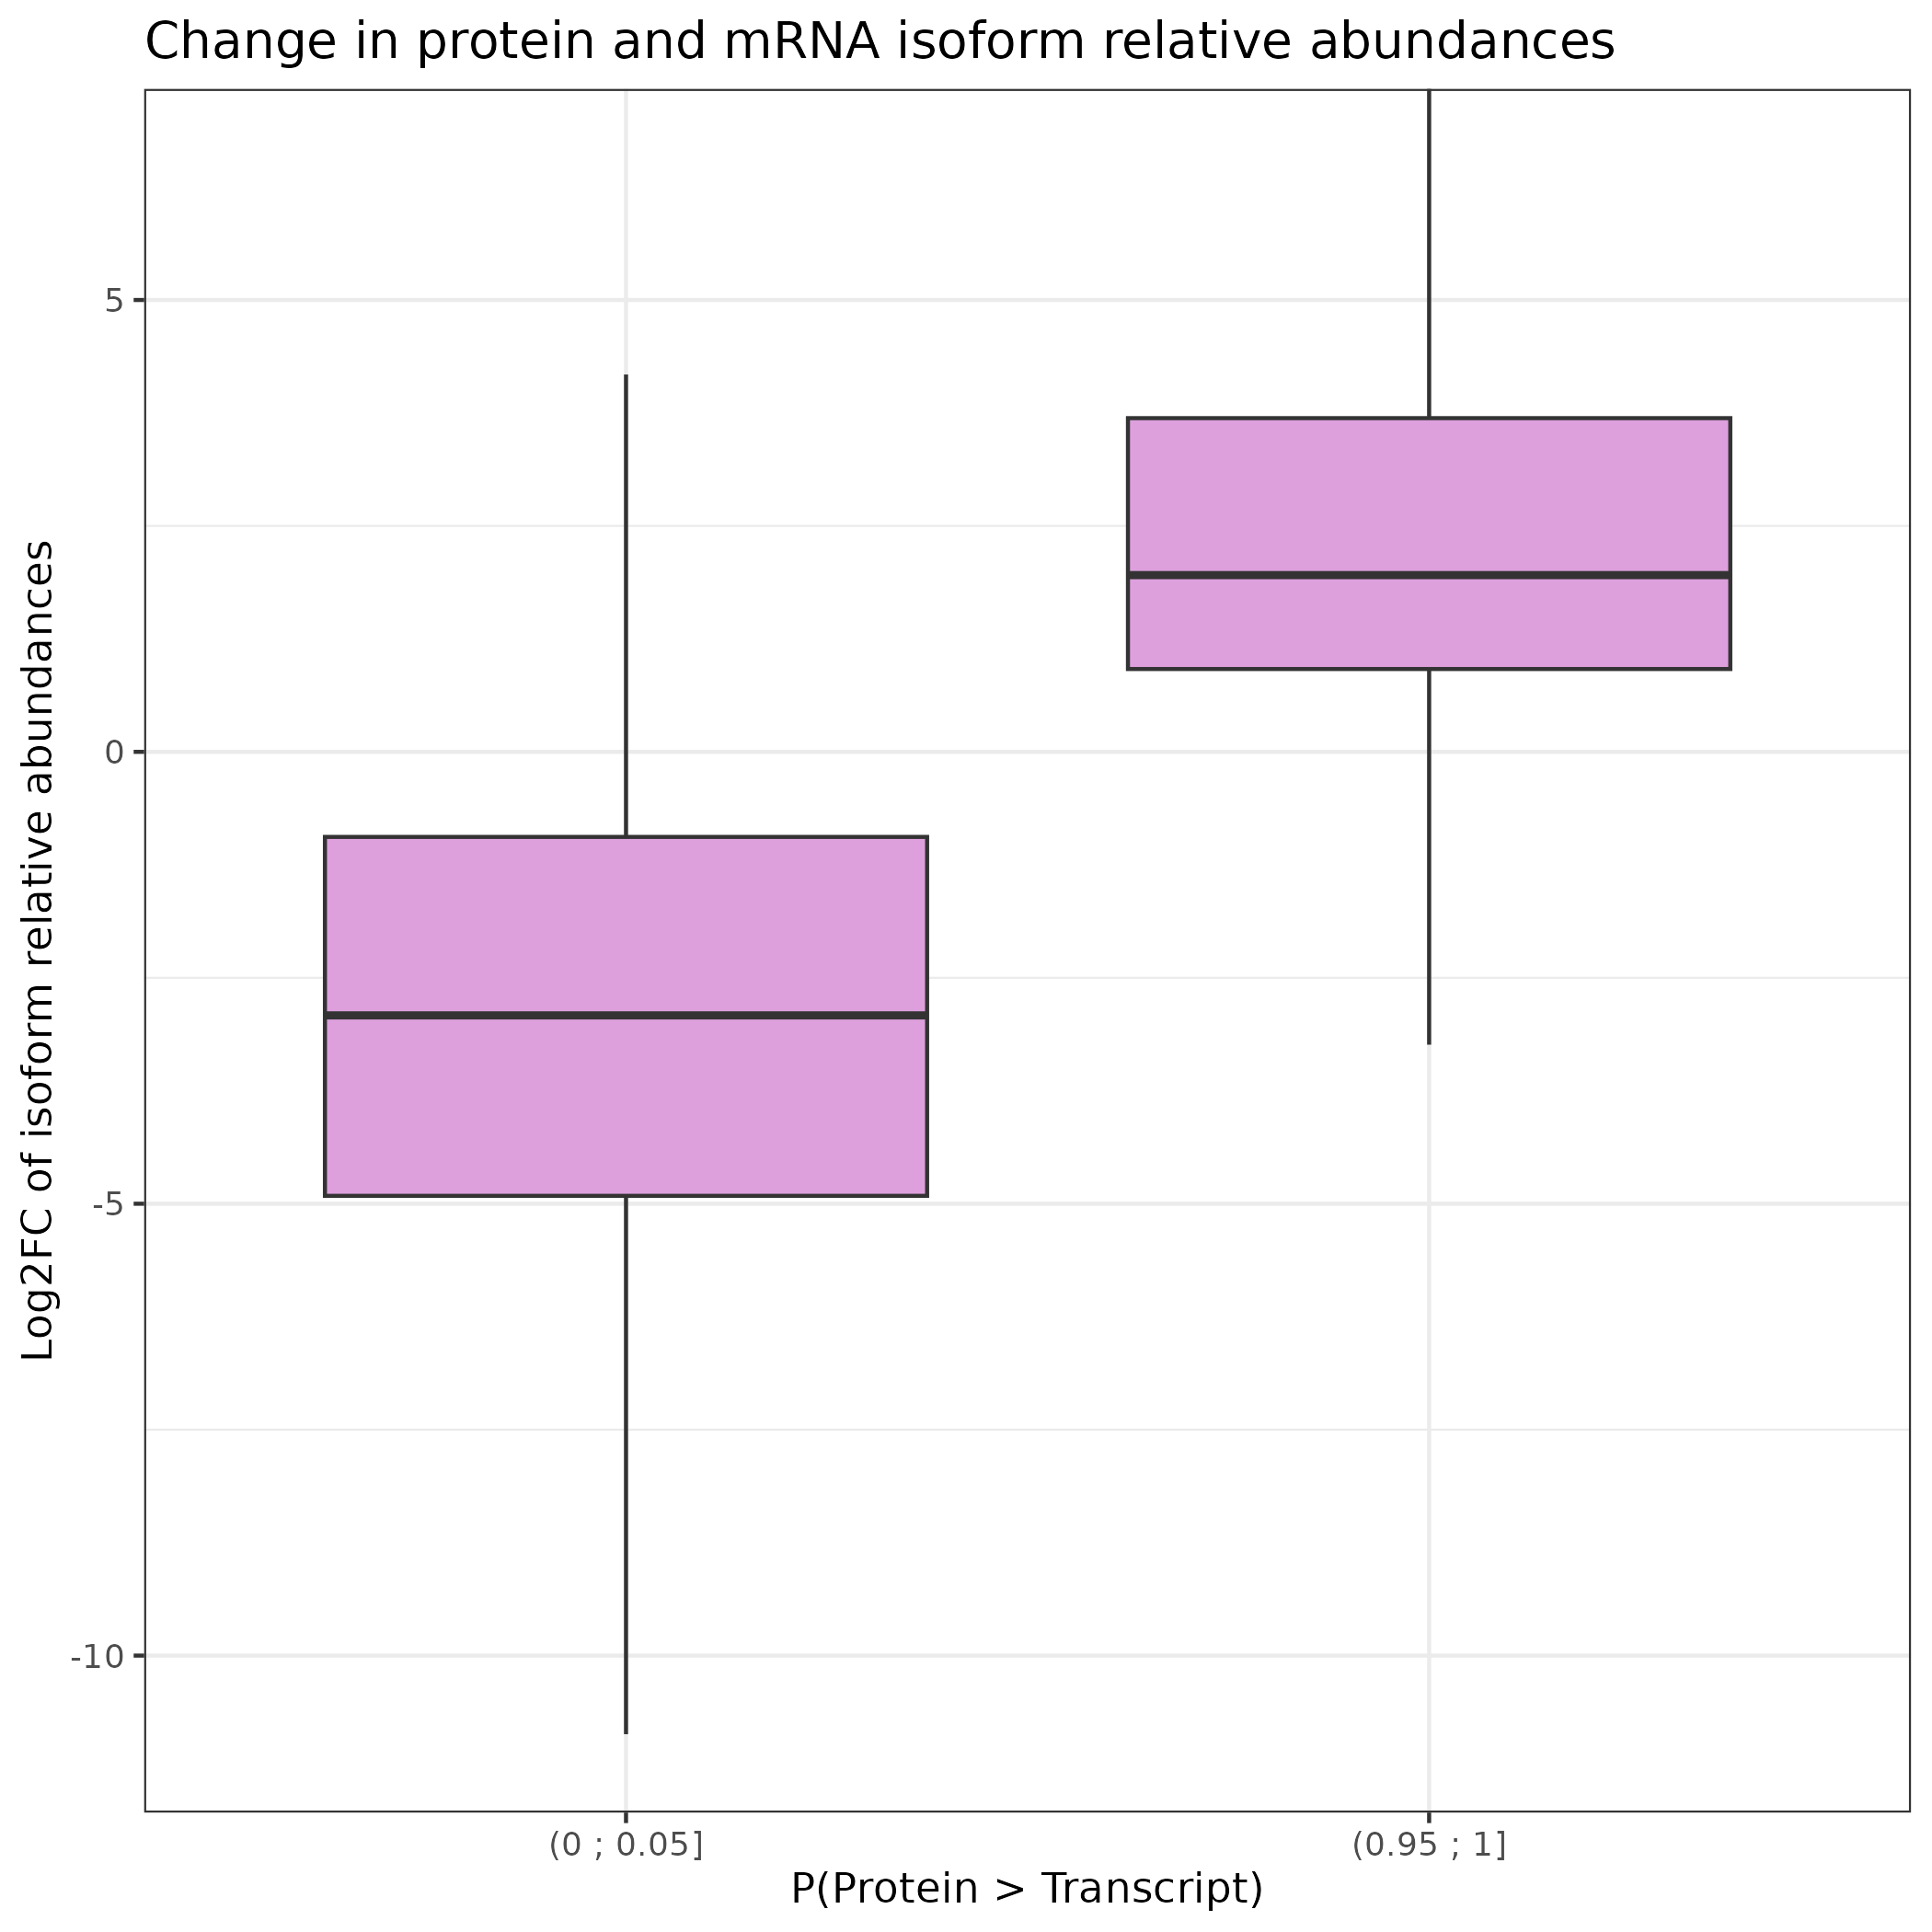 Change in protein and mRNA isoform relative abundances
Log2FC of isoform relative abundances
5
0
-5
-10
(0 ; 0.05]
(0.95 ; 1]
P(Protein > Transcript)